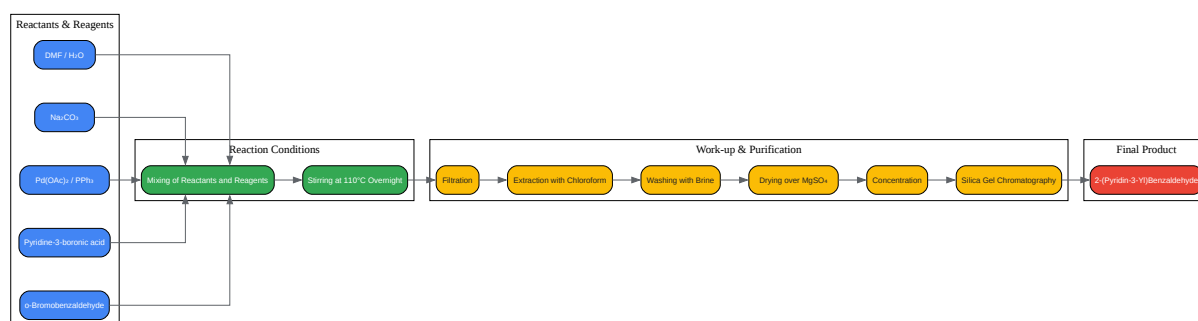 Reactants & Reagents
DMF / H₂O
Na₂CO₃
Pd(OAc)₂ / PPh₃
Pyridine-3-boronic acid
o-Bromobenzaldehyde
Reaction Conditions
Mixing of Reactants and Reagents
Stirring at 110°C Overnight
Work-up & Purification
Filtration
Extraction with Chloroform
Washing with Brine
Drying over MgSO₄
Concentration
Silica Gel Chromatography
Final Product
2-(Pyridin-3-Yl)Benzaldehyde